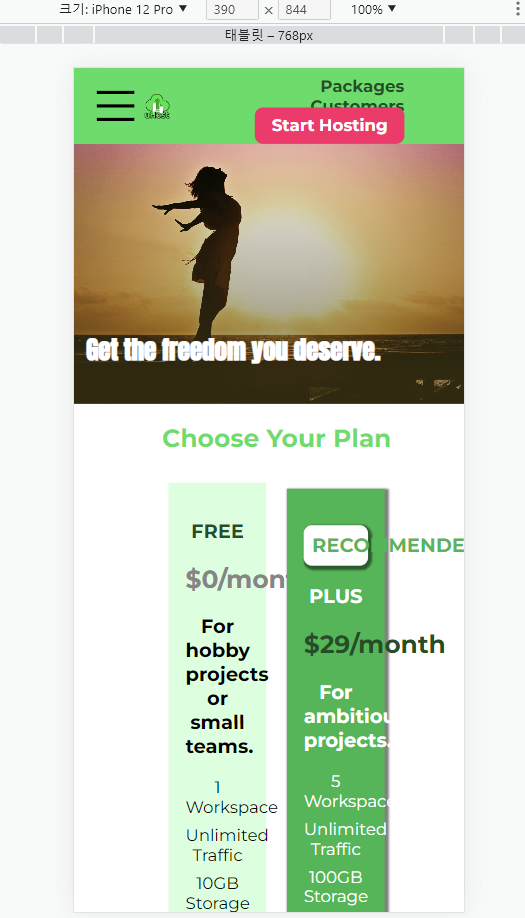 크기: iPhone 12 Pro ▼ 390 × 844 100% ▼
태블릿 – 768px
uHost
Packages
Customers
Start Hosting
Get the freedom you deserve.
Choose Your Plan
FREE
$0/mont
For
hobby
projects
or
small
teams.
1
Workspace
Unlimited
Traffic
10GB
Storage
RECOMMENDE
PLUS
$29/month
For
ambitiou
projects.
5
Workspace
Unlimited
Traffic
100GB
Storage